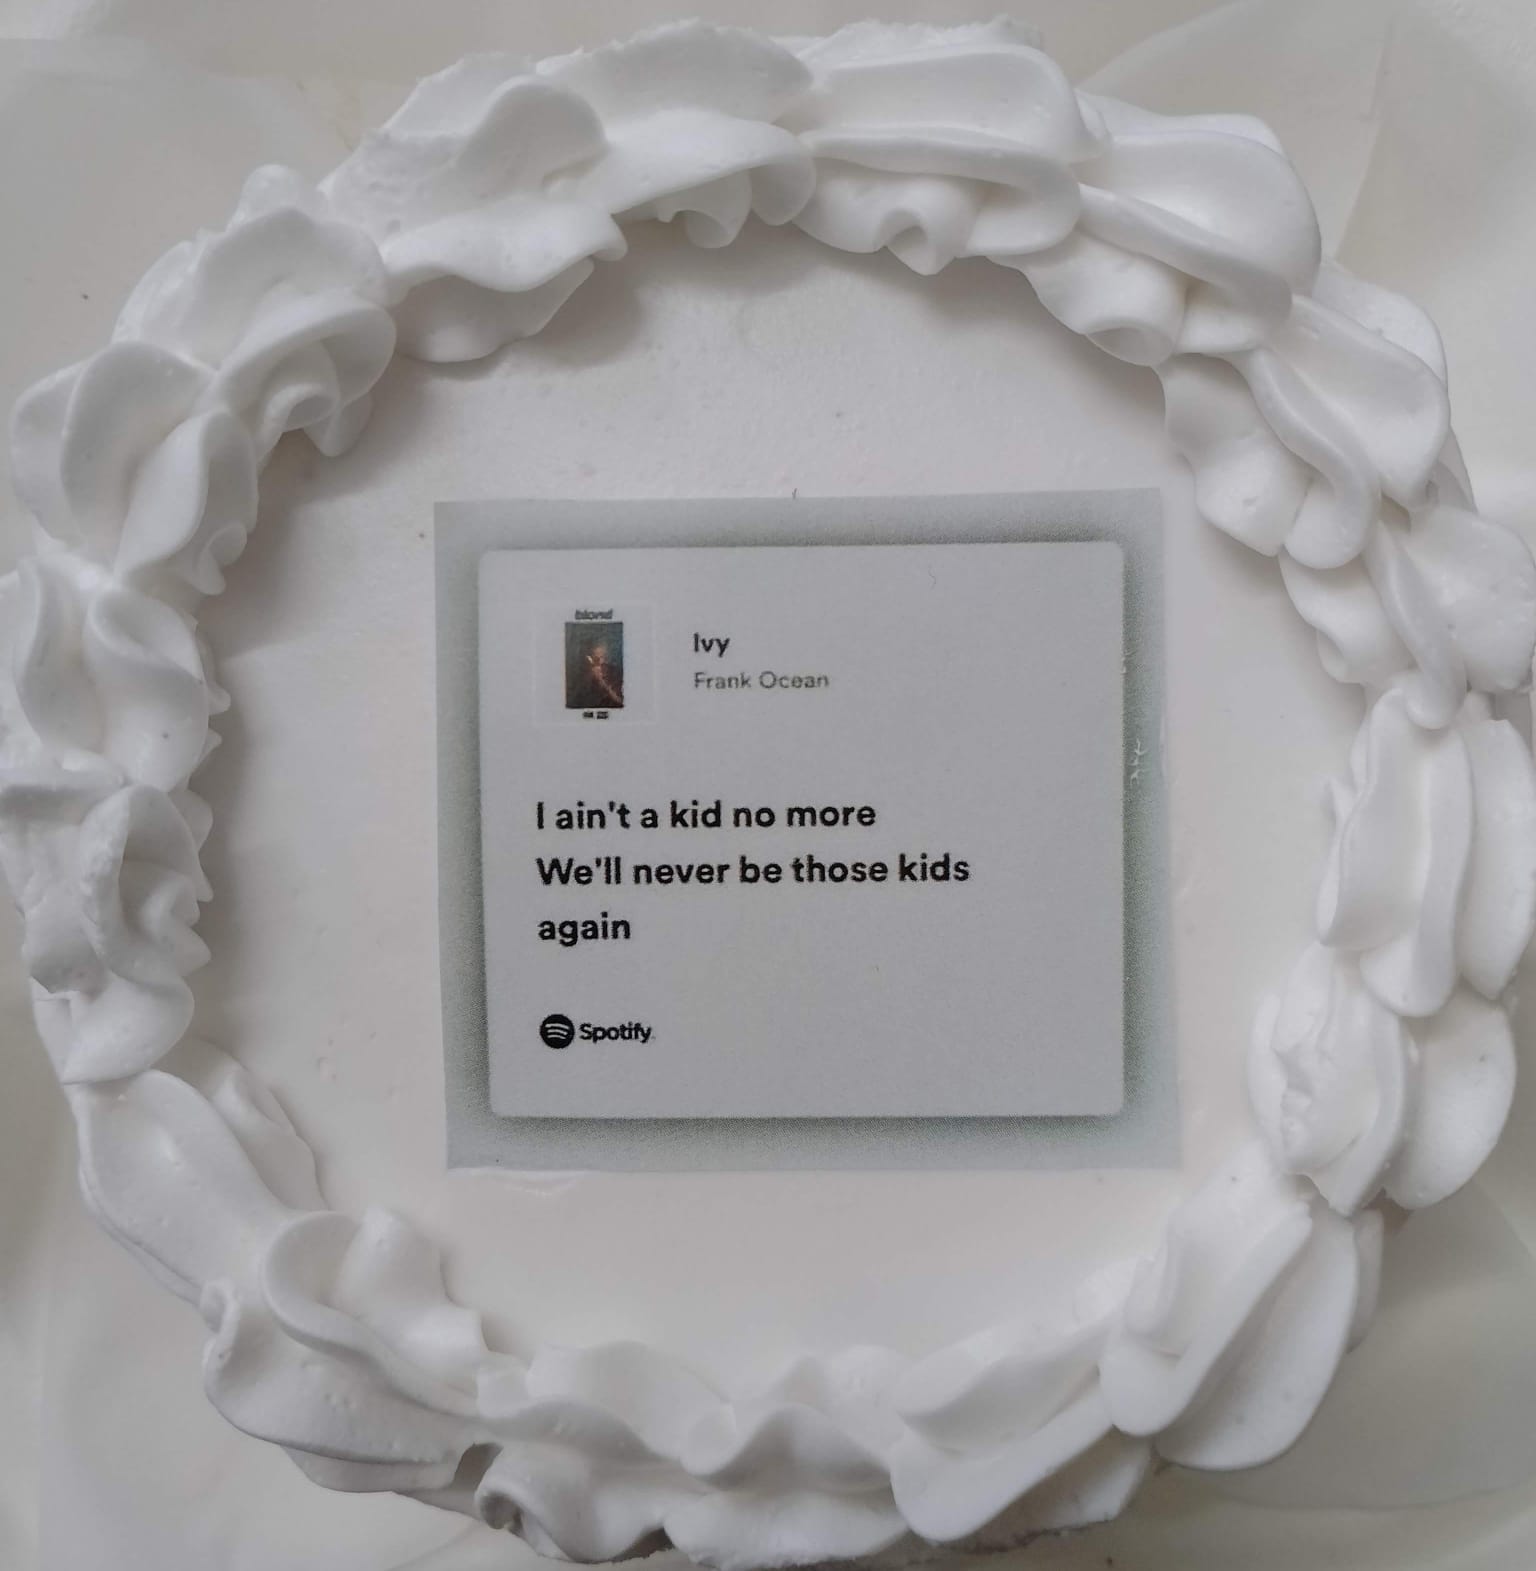 blond
Ivy
Frank Ocean
I ain't a kid no more
We'll never be those kids
again
Spotify